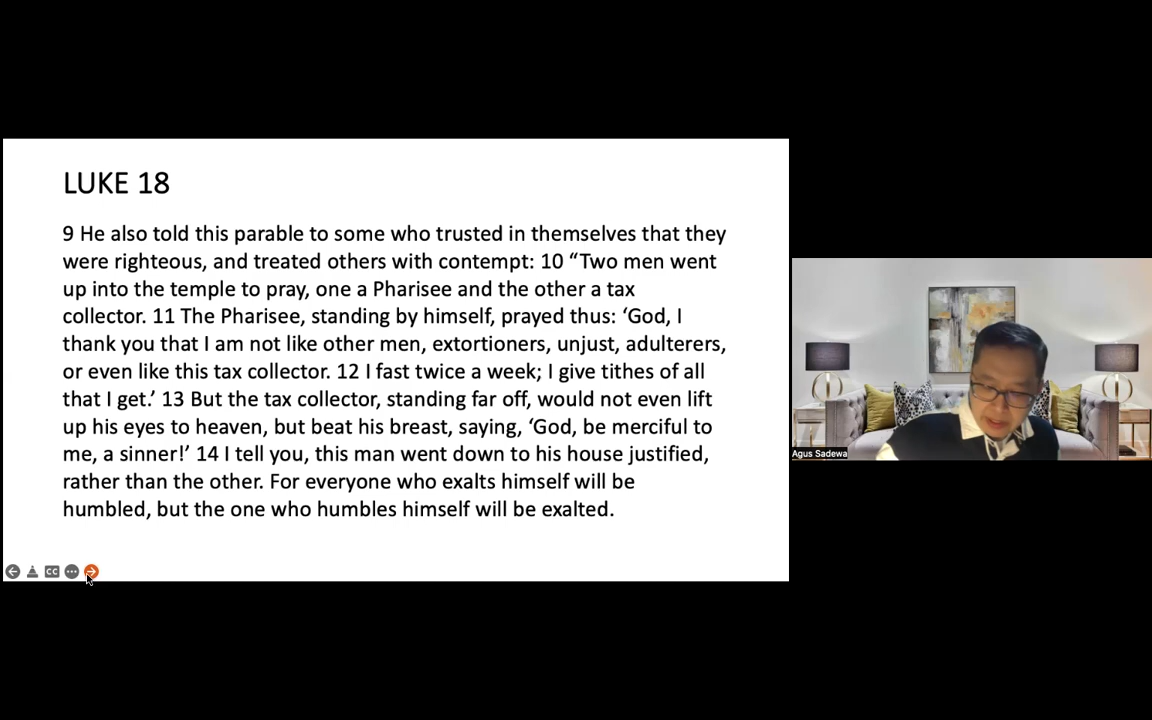 LUKE 18
9 He also told this parable to some who trusted in themselves that they
were righteous, and treated others with contempt: 10 “Two men went
up into the temple to pray, one a Pharisee and the other a tax
collector. 11 The Pharisee, standing by himself, prayed thus: ‘God, I
thank you that I am not like other men, extortioners, unjust, adulterers,
or even like this tax collector. 12 I fast twice a week; I give tithes of all
that I get.’ 13 But the tax collector, standing far off, would not even lift
up his eyes to heaven, but beat his breast, saying, ‘God, be merciful to
me, a sinner!’ 14 I tell you, this man went down to his house justified,
rather than the other. For everyone who exalts himself will be
humbled, but the one who humbles himself will be exalted.
CC
Agus Sadewa